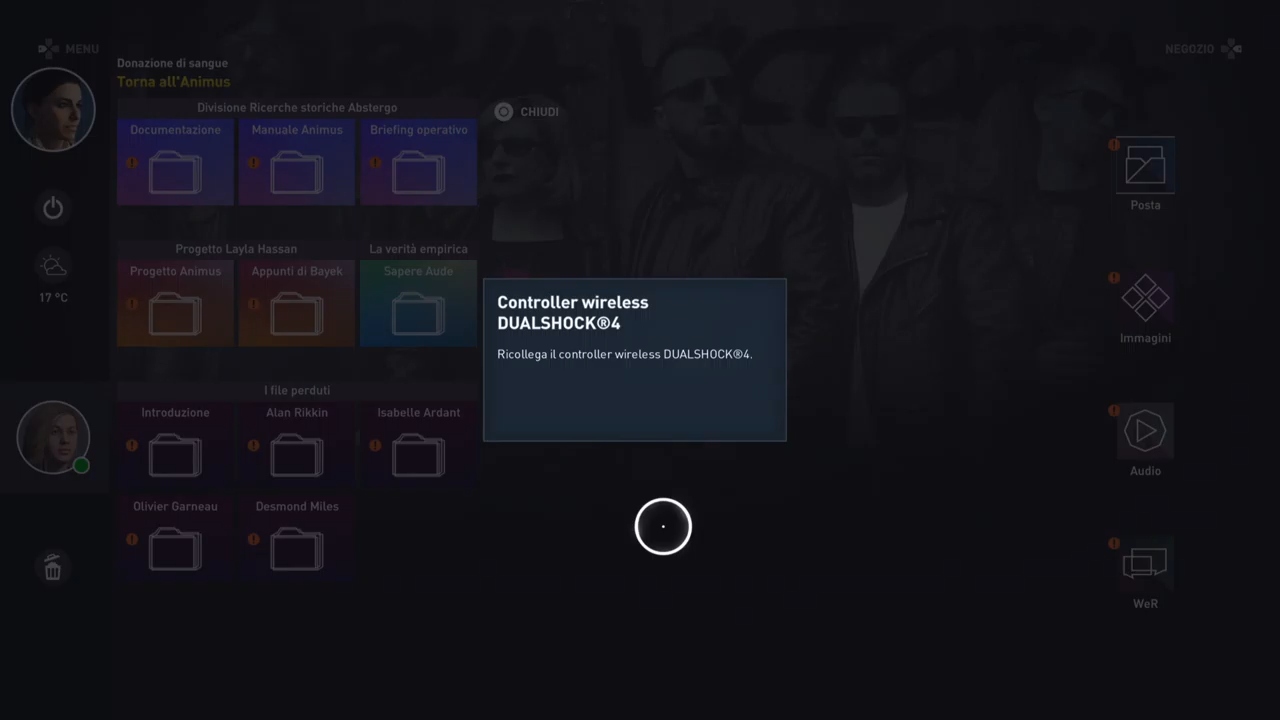 MENU
NEGOZIO
Donazione di sangue
Torna all'Animus
Divisione Ricerche storiche Abstergo
CHIUDI
Documentazione
Manuale Animus
Briefing operativo
Posta
Progetto Layla Hassan
La verità empirica
Progetto Animus
Appunti di Bayek
Sapere Aude
17 °C
Controller wireless
DUALSHOCK®4
Ricollega il controller wireless DUALSHOCK®4.
Immagini
I file perduti
Introduzione
Alan Rikkin
Isabelle Ardant
Audio
Olivier Garneau
Desmond Miles
WeR